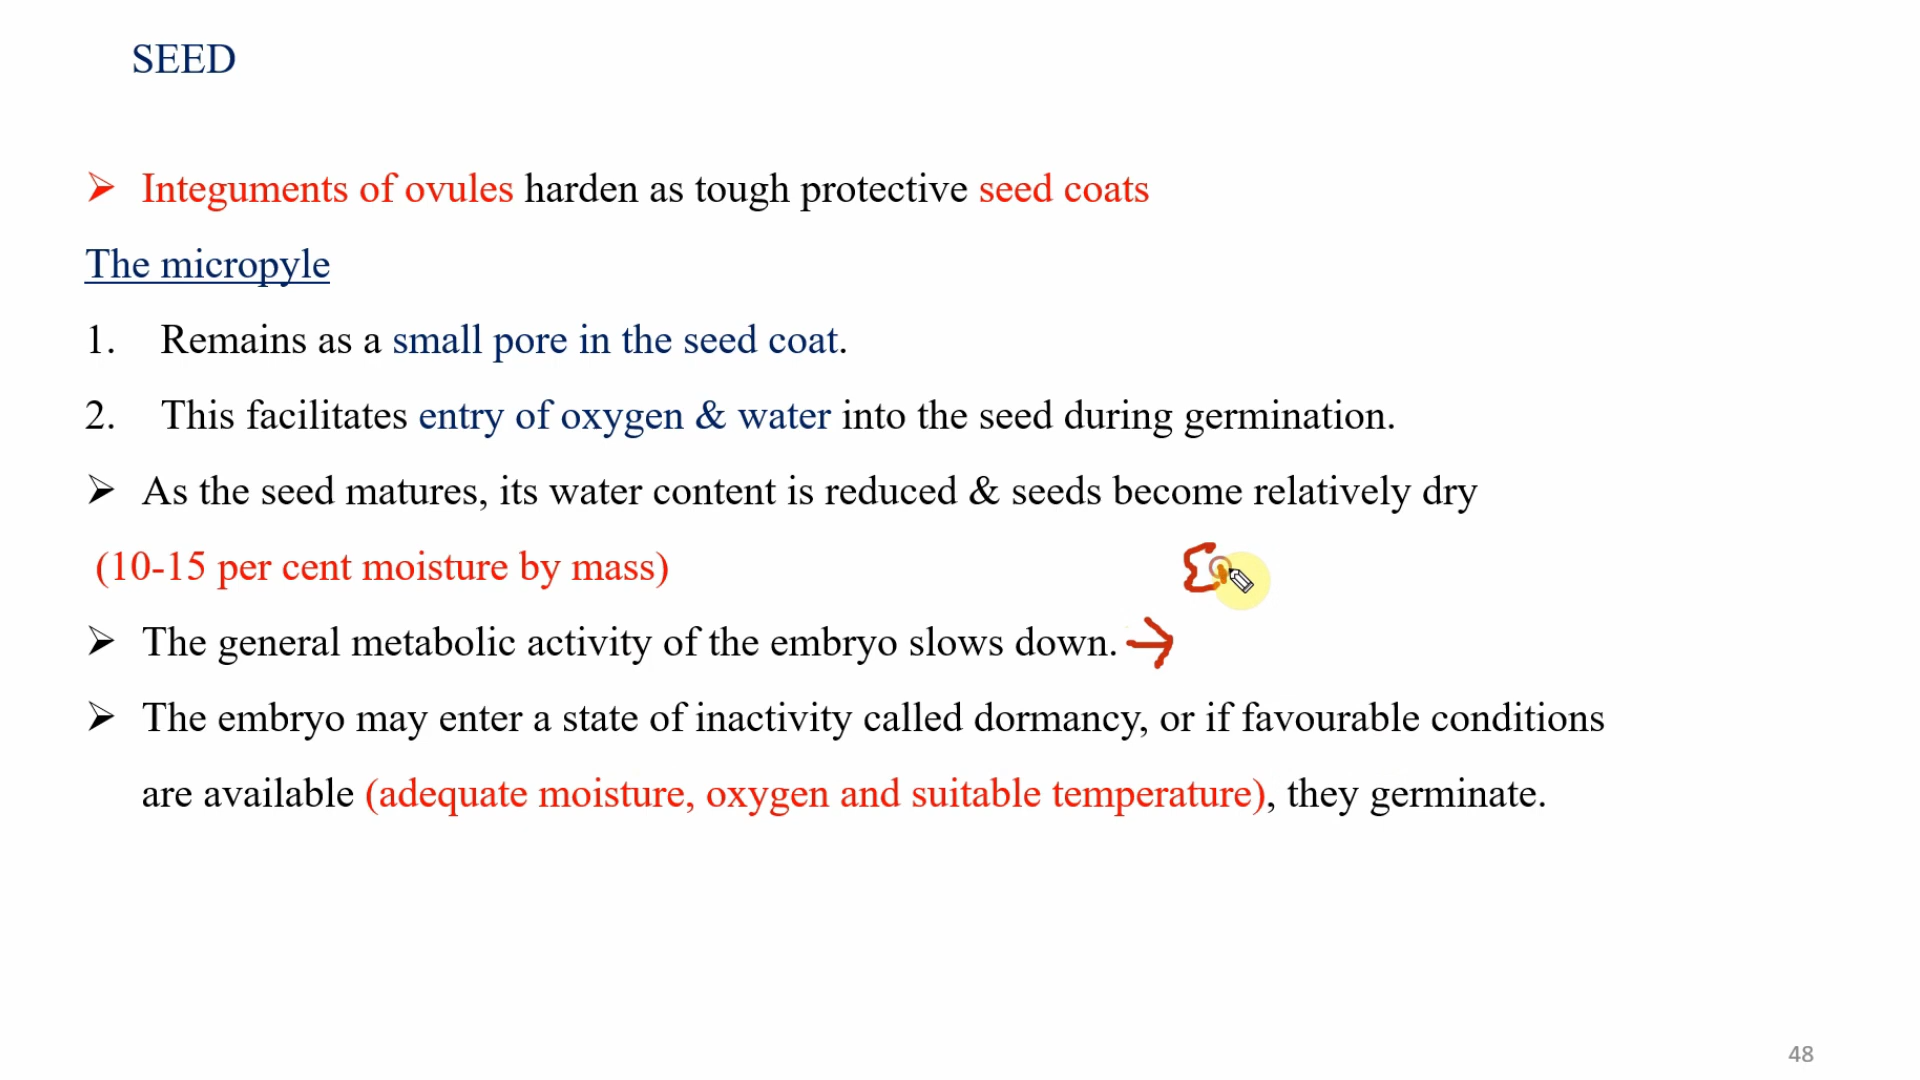 SEED
➢ Integuments of ovules harden as tough protective seed coats
The micropyle
1. Remains as a small pore in the seed coat.
2. This facilitates entry of oxygen & water into the seed during germination.
➢ As the seed matures, its water content is reduced & seeds become relatively dry
(10-15 per cent moisture by mass)
➢ The general metabolic activity of the embryo slows down. →
➢ The embryo may enter a state of inactivity called dormancy, or if favourable conditions
are available (adequate moisture, oxygen and suitable temperature), they germinate.
48